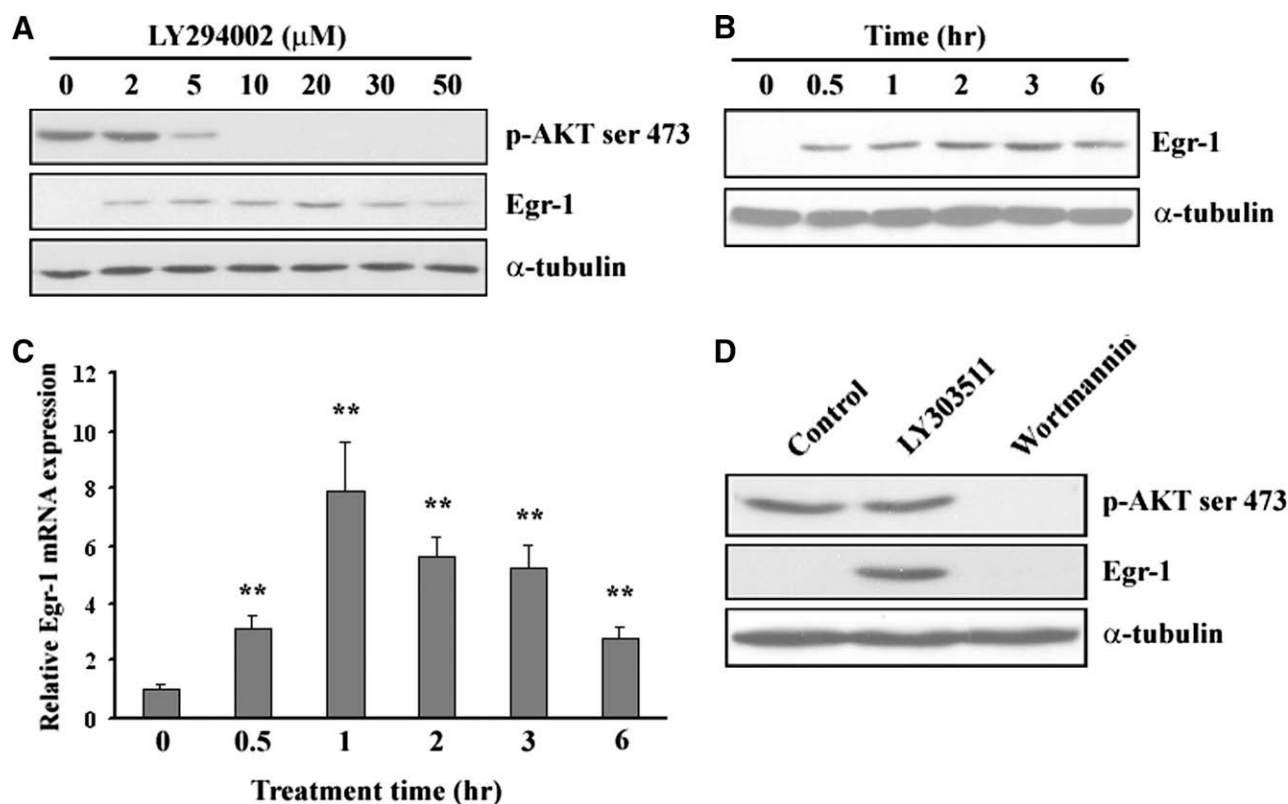 A
LY294002 (μM)
0 2 5 10 20 30 50
p-AKT ser 473
Egr-1
α-tubulin
B
Time (hr)
0 0.5 1 2 3 6
Egr-1
α-tubulin
C
Relative Egr-1 mRNA expression
12
10
8
6
4
2
0
** ** ** ** **
0 0.5 1 2 3 6
Treatment time (hr)
D
Control LY303511 Wortmannin
p-AKT ser 473
Egr-1
α-tubulin